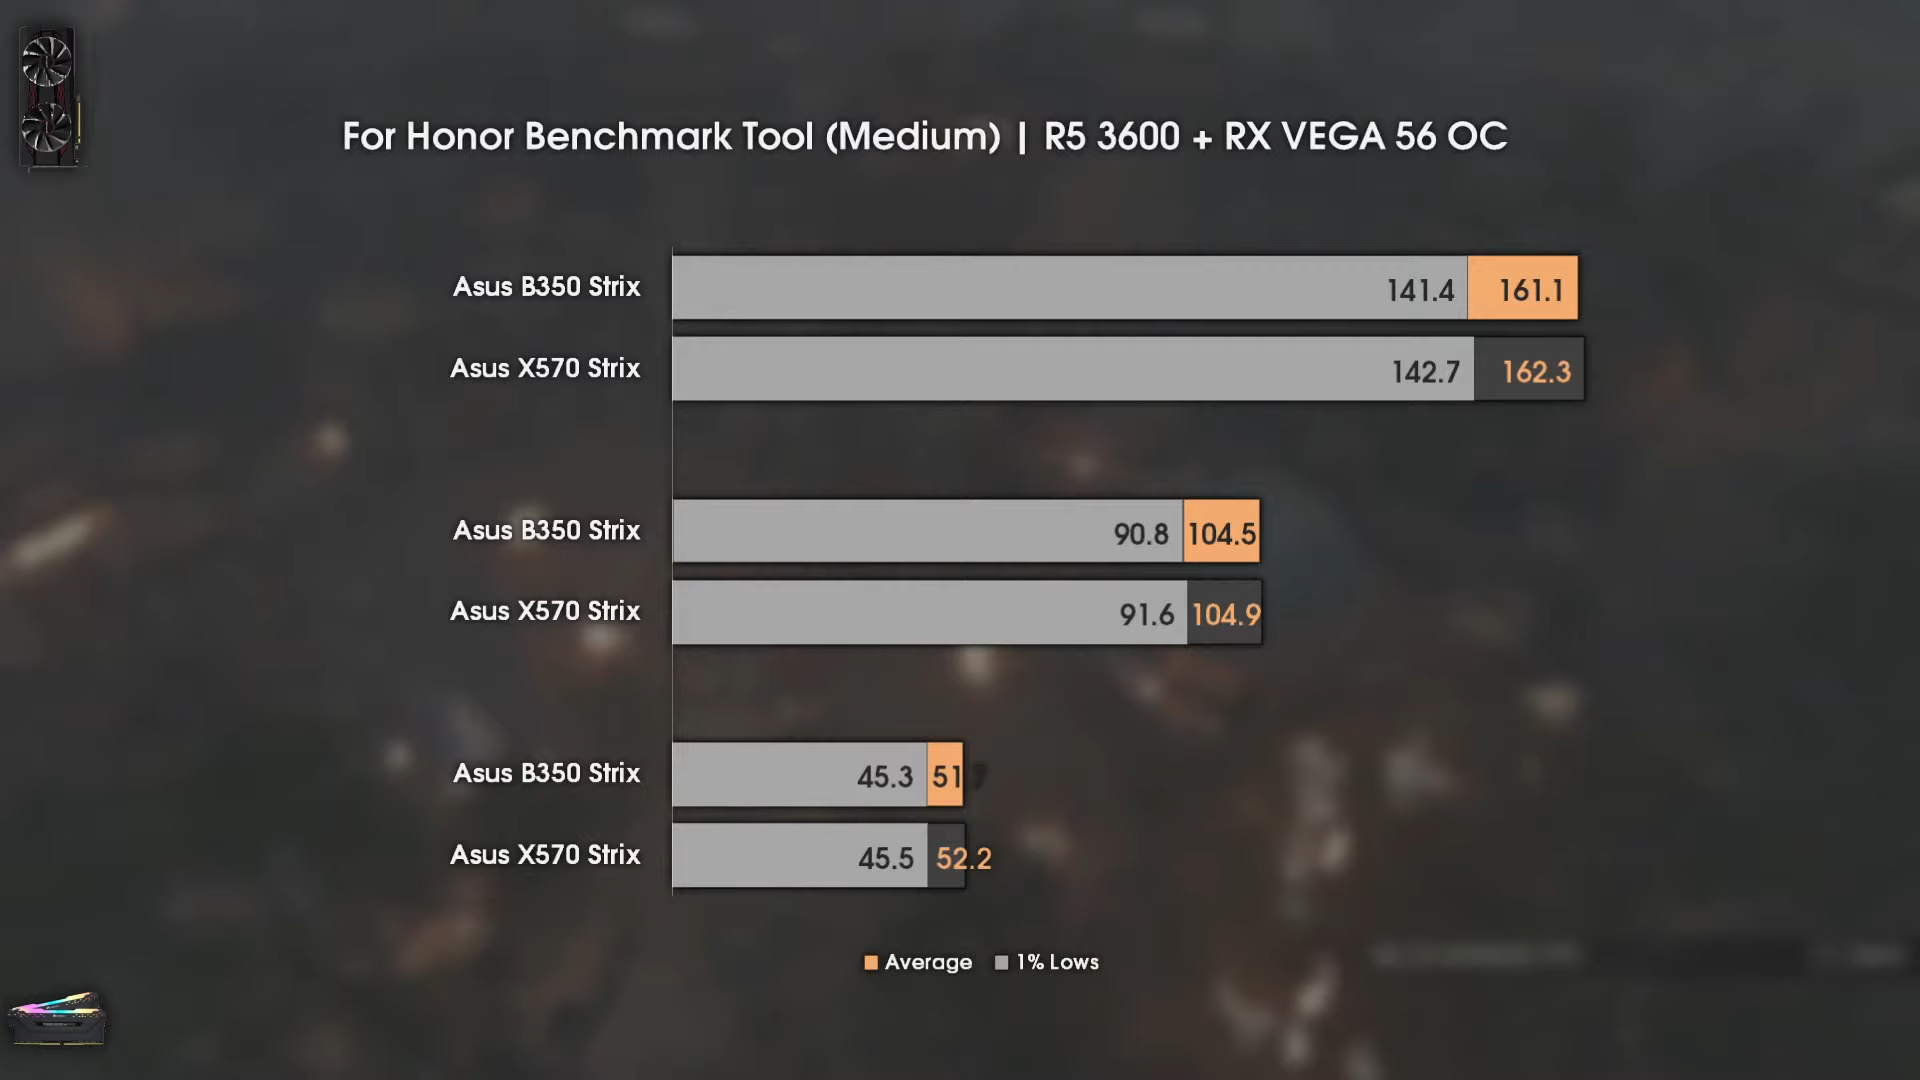 For Honor Benchmark Tool (Medium) | R5 3600 + RX VEGA 56 OC
Asus B350 Strix 141.4 161.1
Asus X570 Strix 142.7 162.3
Asus B350 Strix 90.8 104.5
Asus X570 Strix 91.6 104.9
Asus B350 Strix 45.3 51.7
Asus X570 Strix 45.5 52.2
Average 1% Lows